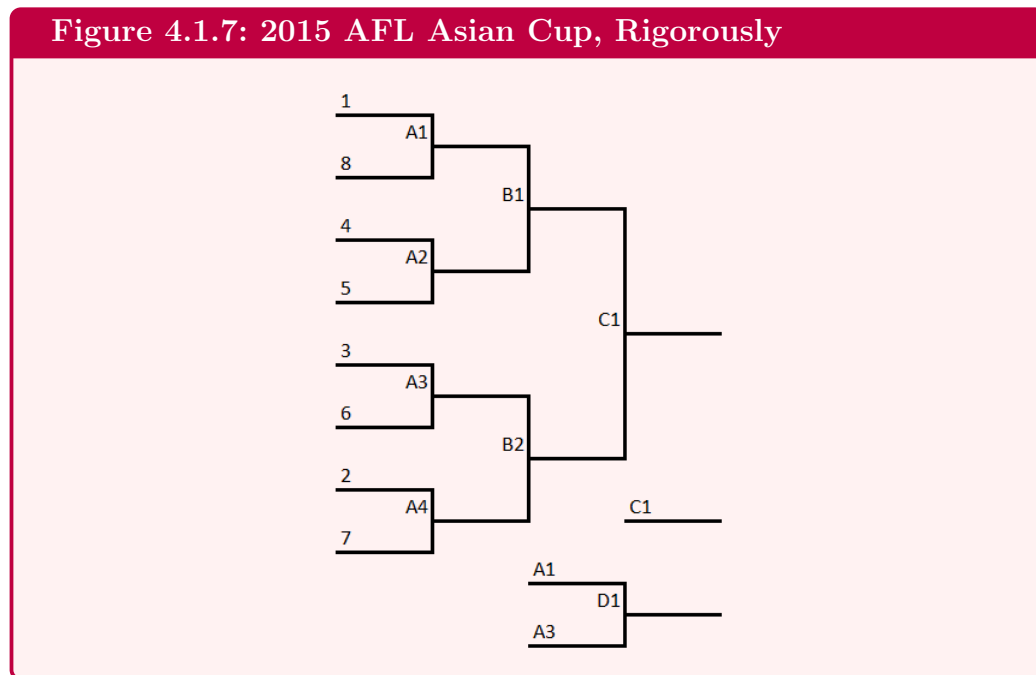 Figure 4.1.7: 2015 AFL Asian Cup, Rigorously
1
A1
8
B1
4
A2
5
C1
3
A3
6
B2
2
A4
C1
7
A1
D1
A3